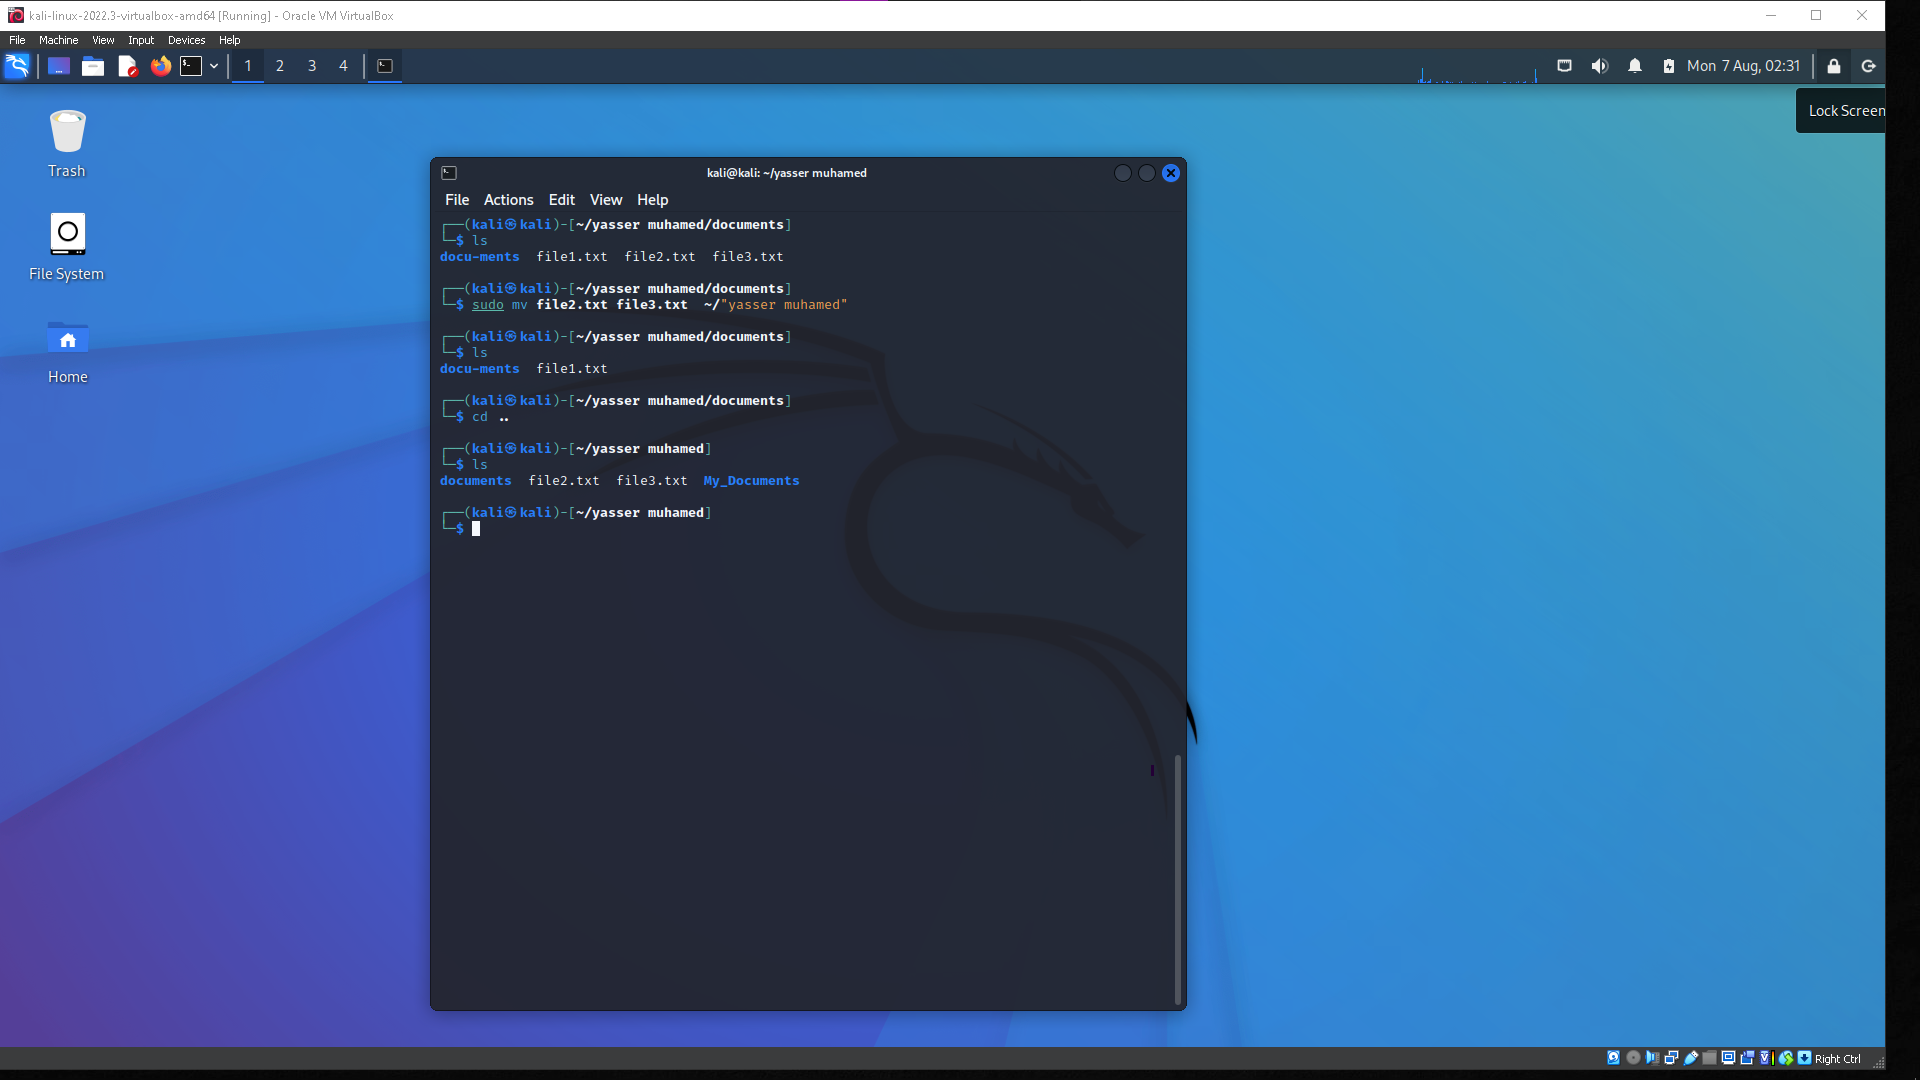 kali-linux-2022.3-virtualbox-amd64 [Running] - Oracle VM VirtualBox
File Machine View Input Devices Help
1 2 3 4 Mon 7 Aug, 02:31
Lock Screen
Trash
File System
Home
kali@kali: ~/yasser muhamed
File Actions Edit View Help
┌──(kali㉿kali)-[~/yasser muhamed/documents]
└─$ ls
docu-ments file1.txt file2.txt file3.txt
┌──(kali㉿kali)-[~/yasser muhamed/documents]
└─$ sudo mv file2.txt file3.txt  ~/"yasser muhamed"
┌──(kali㉿kali)-[~/yasser muhamed/documents]
└─$ ls
docu-ments file1.txt
┌──(kali㉿kali)-[~/yasser muhamed/documents]
└─$ cd ..
┌──(kali㉿kali)-[~/yasser muhamed]
└─$ ls
documents file2.txt file3.txt My_Documents
┌──(kali㉿kali)-[~/yasser muhamed]
└─$
Right Ctrl